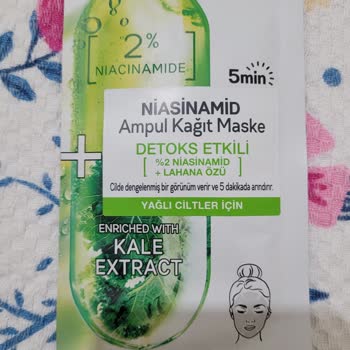 2%
NIACINAMIDE
5min
NİASİNAMİD
Ampul Kağıt Maske
DETOKS ETKİLİ
%2 NİASİNAMİD
+ LAHANA ÖZÜ
Cilde dengelenmiş bir görünüm verir ve 5 dakikada arındırır.
YAĞLI CİLTLER İÇİN
+
ENRICHED WITH
KALE
EXTRACT